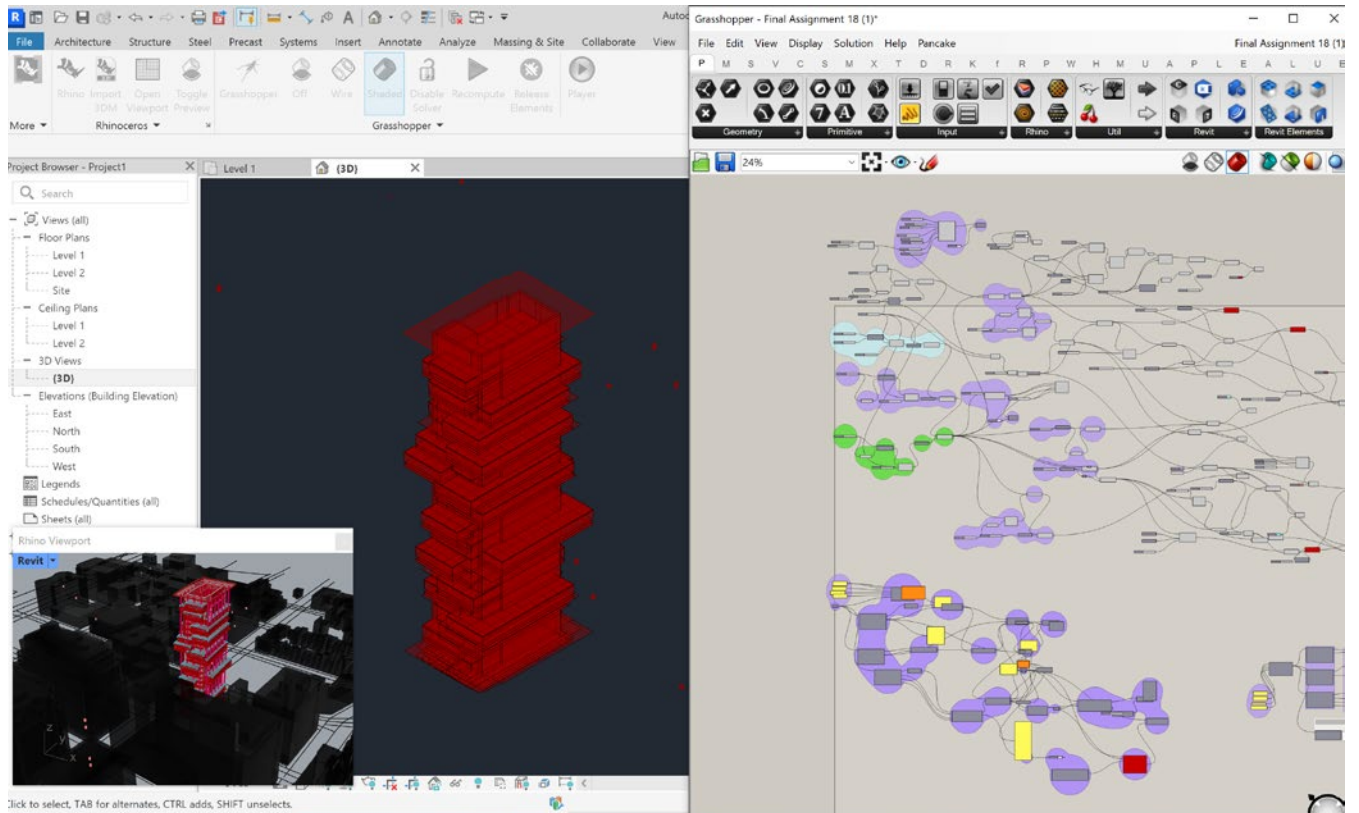 Autoc
File
Architecture
Structure
Steel
Precast
Systems
Insert
Annotate
Analyze
Massing & Site
Collaborate
View
Rhino
Import 3DM
Open Viewport
Toggle Preview
Grasshopper
Off
Wire
Shaded
Disable Solver
Recompute
Release Elements
Player
More
Rhinoceros
Grasshopper
Project Browser - Project1
Level 1
{3D}
Search
Views (all)
Floor Plans
Level 1
Level 2
Site
Ceiling Plans
Level 1
Level 2
3D Views
{3D}
Elevations (Building Elevation)
East
North
South
West
Legends
Schedules/Quantities (all)
Sheets (all)
Rhino Viewport
Revit
z
y
x
Click to select, TAB for alternates, CTRL adds, SHIFT unselects.
Grasshopper - Final Assignment 18 (1)*
File Edit View Display Solution Help Pancake
Final Assignment 18 (1)
P M S V C S M X T D R K f R P W H M U A P L E A L U E
Geometry
Primitive
Input
Rhino
Util
Revit
Revit Elements
24%